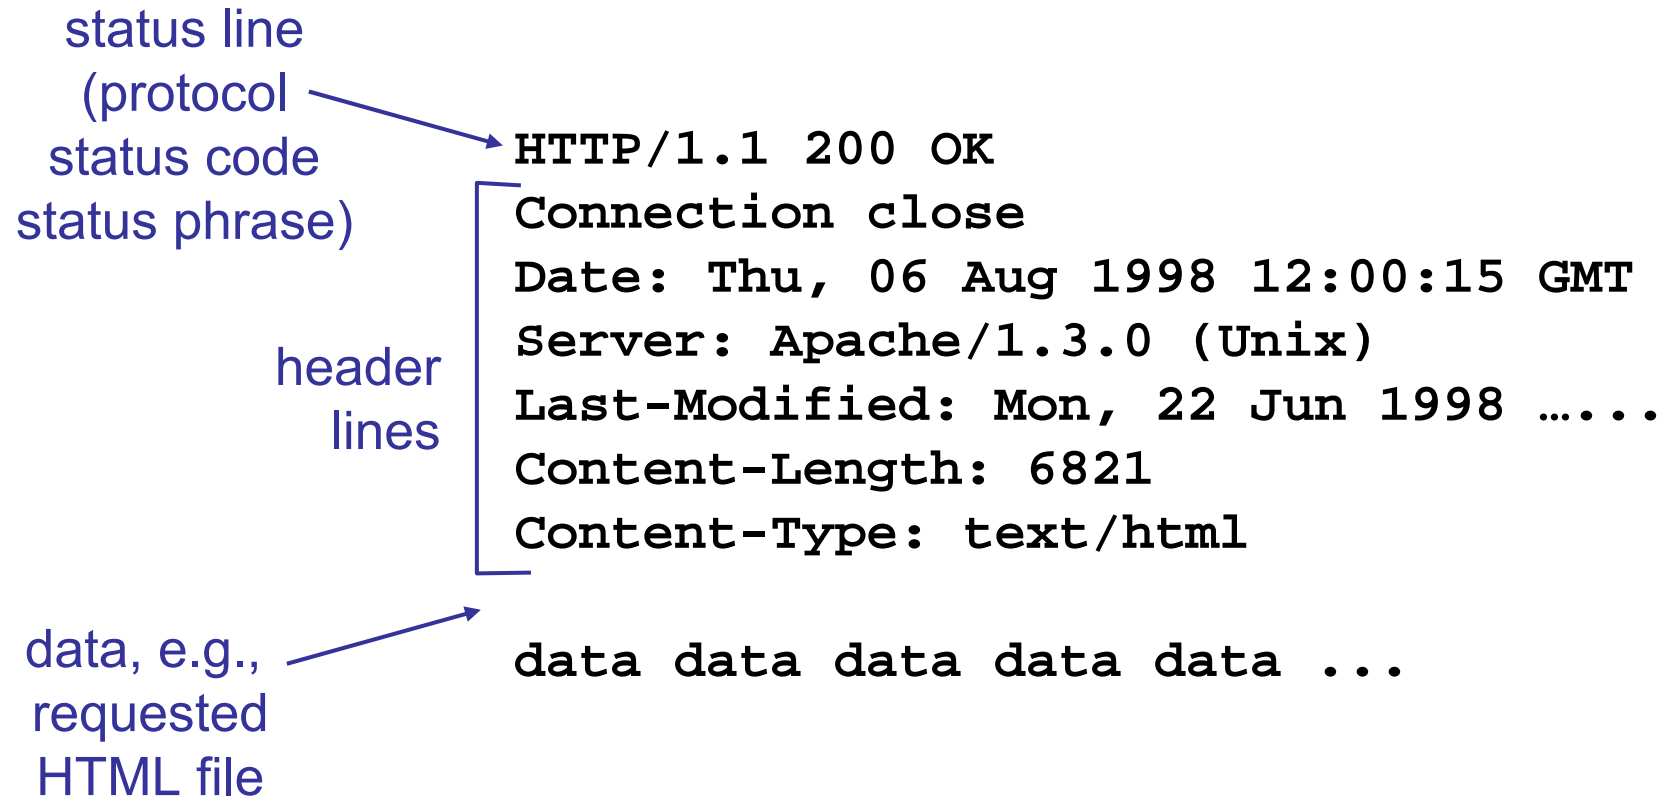 status line
(protocol
status code
status phrase)
HTTP/1.1 200 OK
Connection close
Date: Thu, 06 Aug 1998 12:00:15 GMT
Server: Apache/1.3.0 (Unix)
Last-Modified: Mon, 22 Jun 1998 …...
Content-Length: 6821
Content-Type: text/html
header
lines
data, e.g.,
requested
HTML file
data data data data data ...